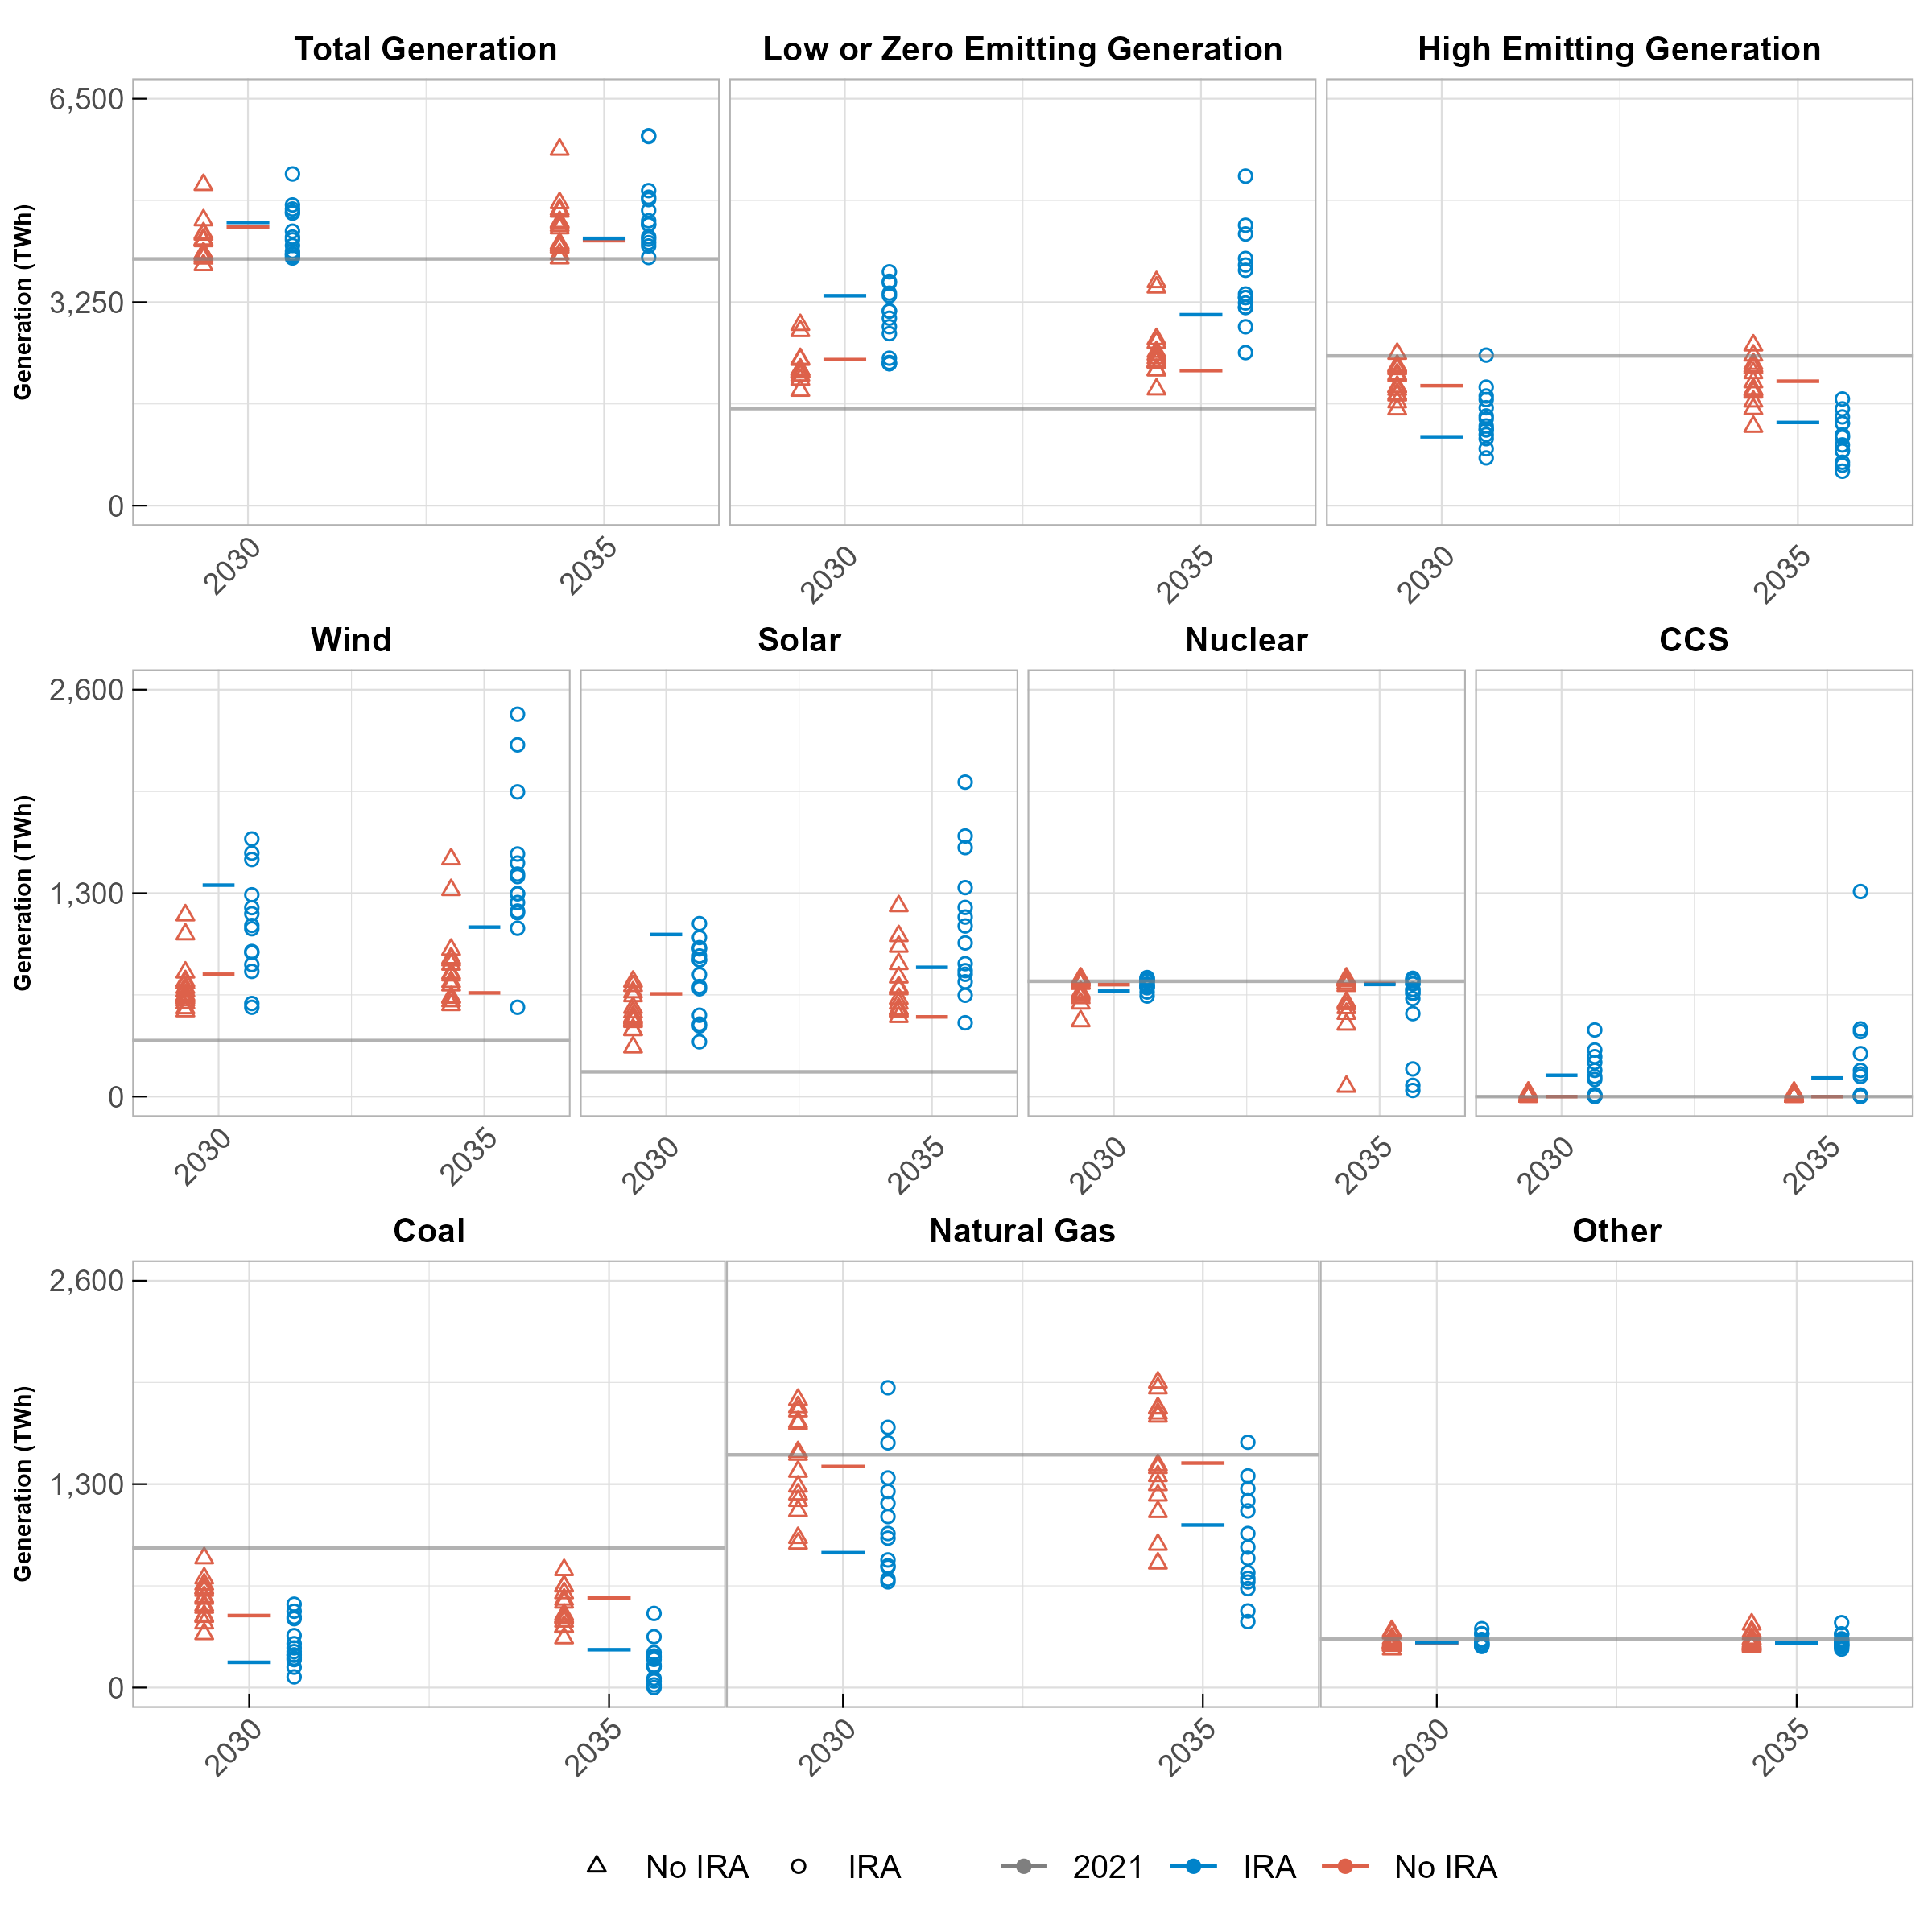 Total Generation
Low or Zero Emitting Generation
High Emitting Generation
Generation (TWh)
6,500
3,250
0
2030
2035
2030
2035
2030
2035
Wind
Solar
Nuclear
CCS
Generation (TWh)
2,600
1,300
0
2030
2035
2030
2035
2030
2035
2030
2035
Coal
Natural Gas
Other
Generation (TWh)
2,600
1,300
0
2030
2035
2030
2035
2030
2035
No IRA IRA 2021 IRA No IRA